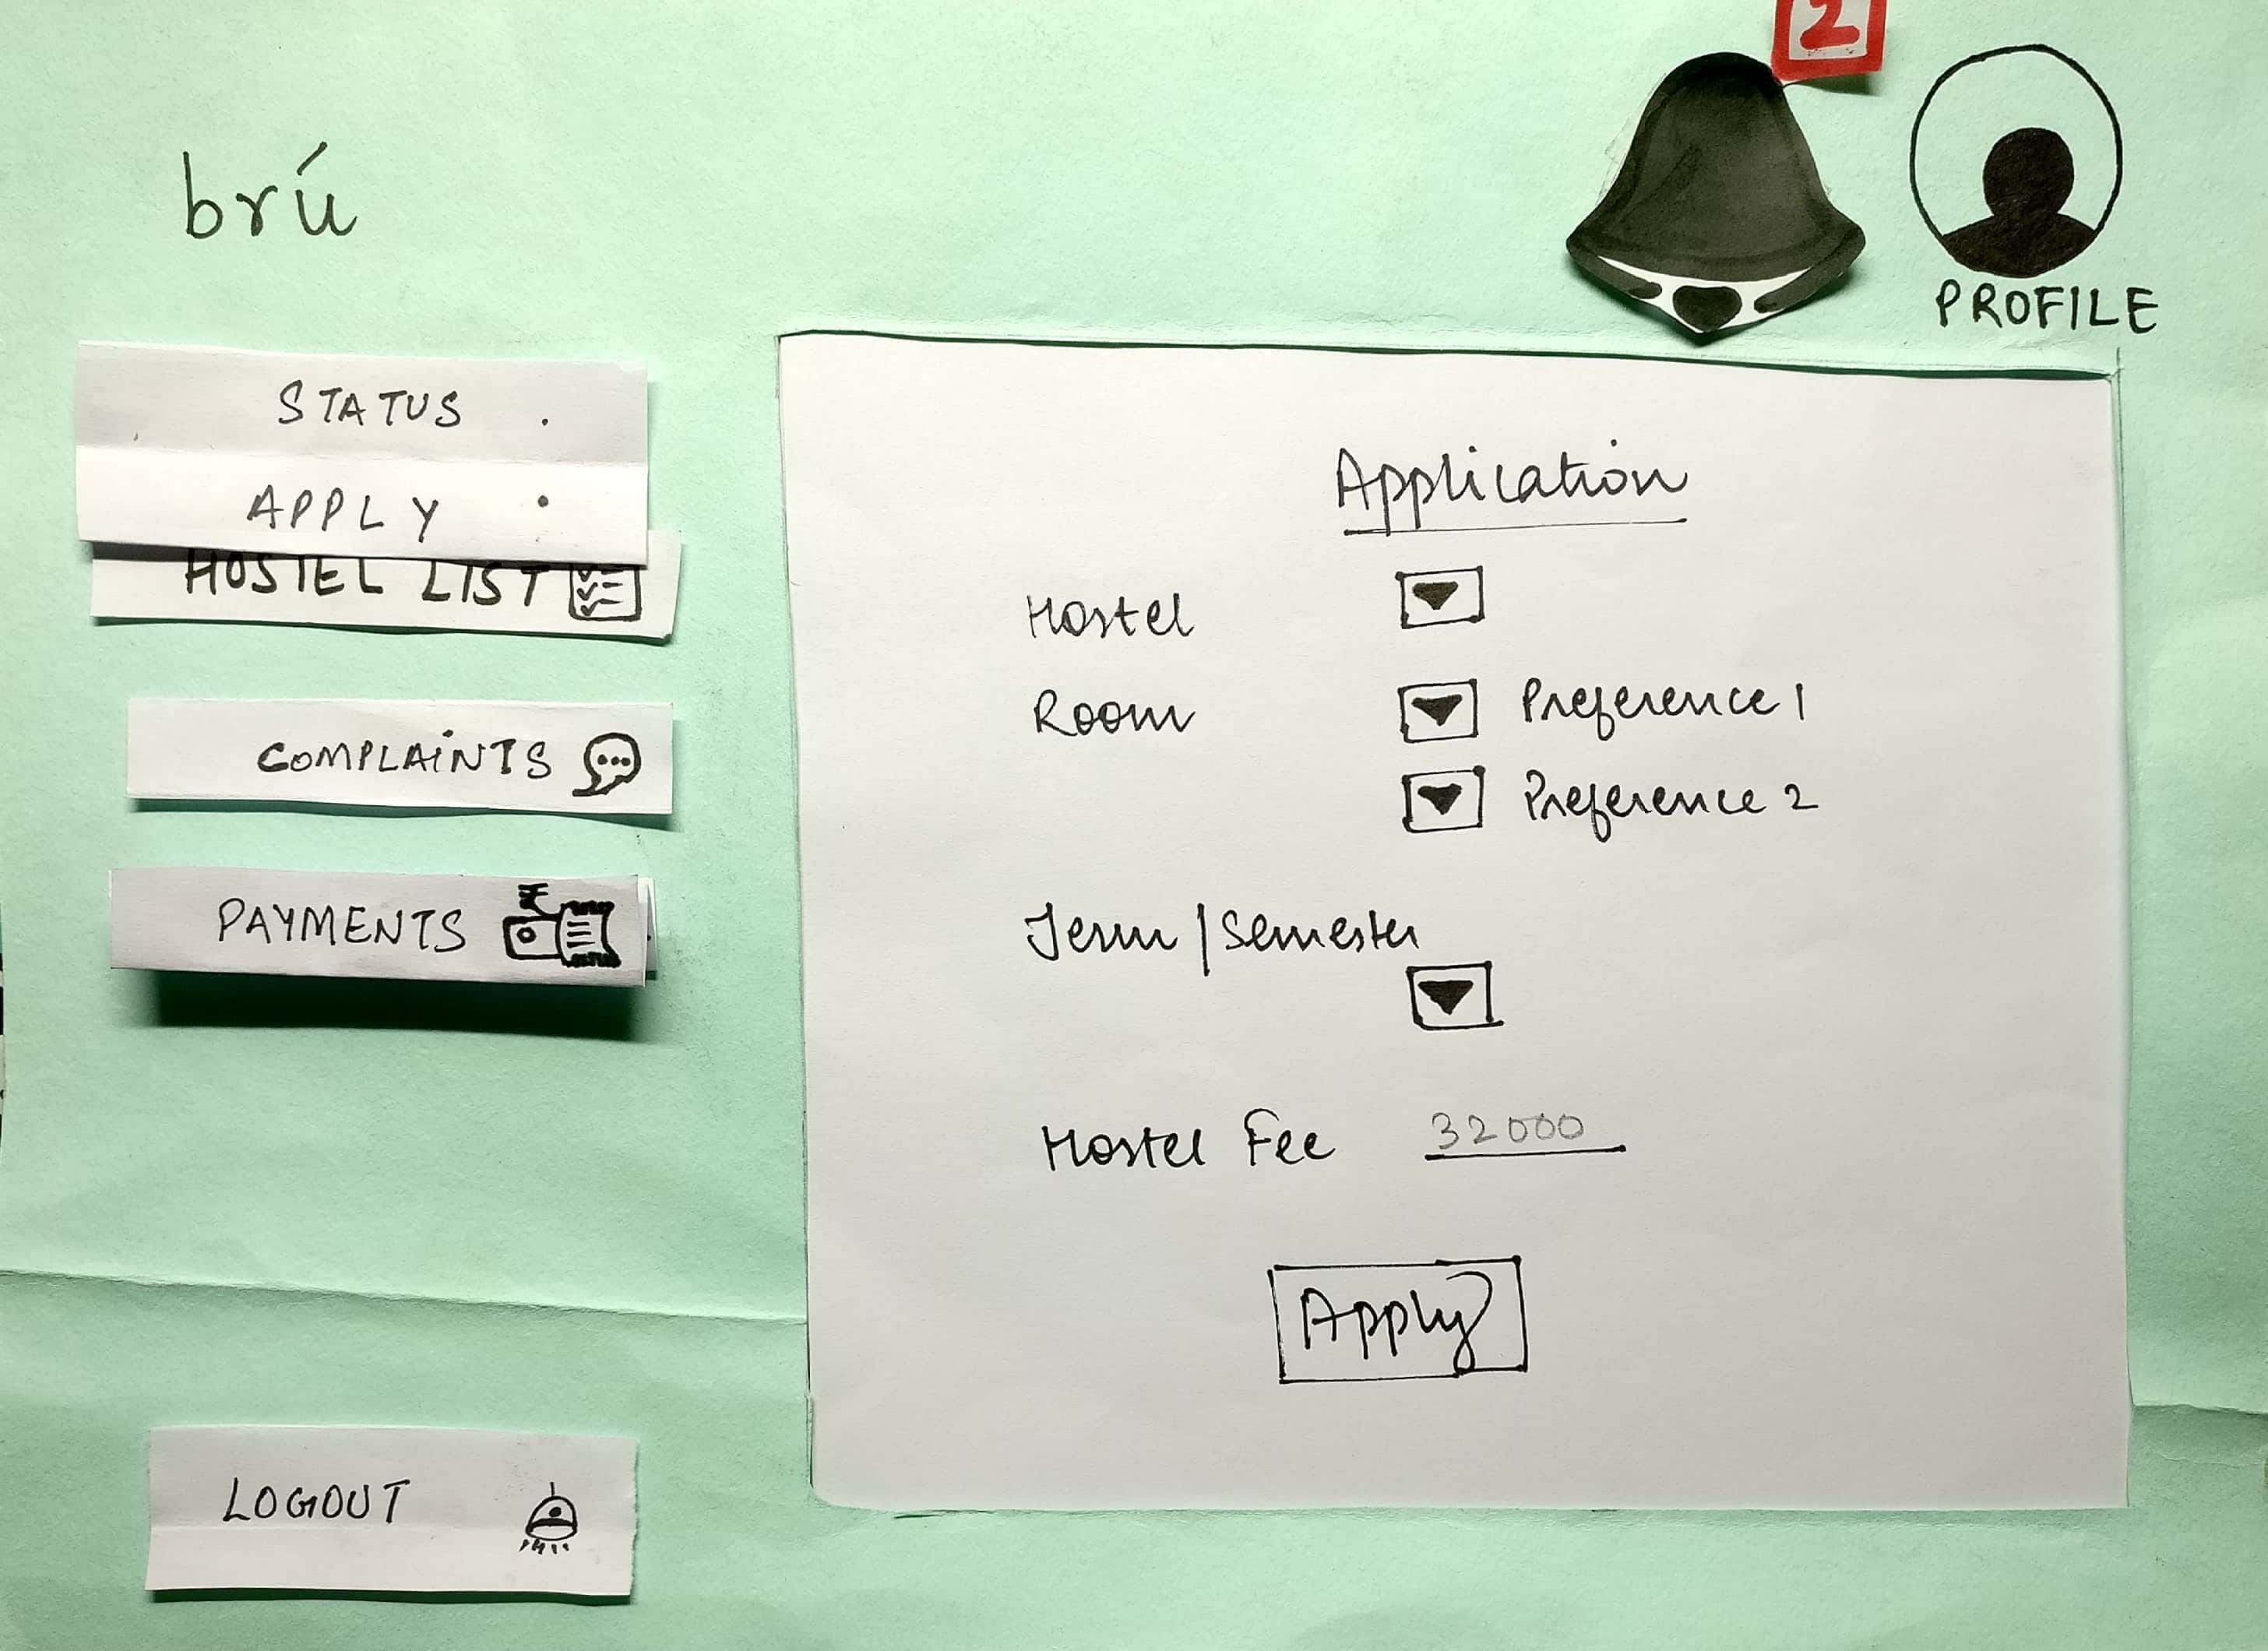 2
brú
PROFILE
STATUS
APPLY
HOSTEL LIST
COMPLAINTS
PAYMENTS ₹
LOGOUT
Application
Hostel
Room Preference 1
Preference 2
Term / Semester
Hostel Fee 32000
Apply